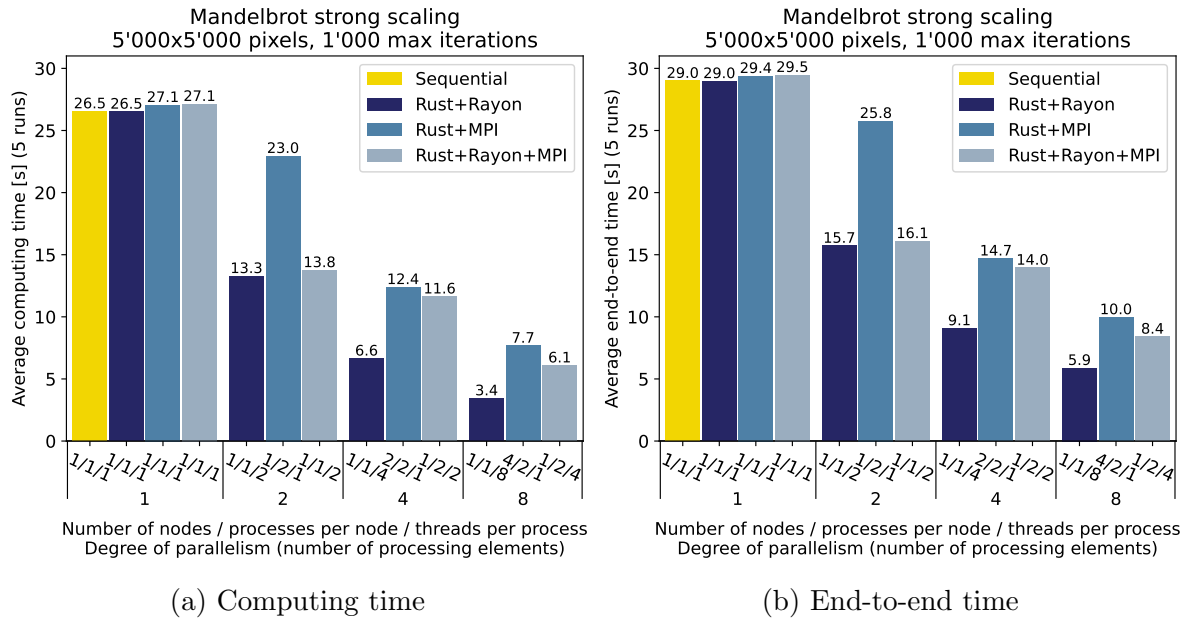 Mandelbrot strong scaling
5'000x5'000 pixels, 1'000 max iterations
Average computing time [s] (5 runs)
30
25
20
15
10
5
0
Sequential
Rust+Rayon
Rust+MPI
Rust+Rayon+MPI
26.5 26.5 27.1 27.1
13.3 23.0 13.8
6.6 12.4 11.6
3.4 7.7 6.1
1/1/1 1/1/1 1/1/1 1/1/1 1/1/2 1/2/1 1/1/2 1/1/4 2/2/1 1/2/2 1/1/8 4/2/1 1/2/4
1 2 4 8
Number of nodes / processes per node / threads per process
Degree of parallelism (number of processing elements)
(a) Computing time
Mandelbrot strong scaling
5'000x5'000 pixels, 1'000 max iterations
Average end-to-end time [s] (5 runs)
30
25
20
15
10
5
0
Sequential
Rust+Rayon
Rust+MPI
Rust+Rayon+MPI
29.0 29.0 29.4 29.5
15.7 25.8 16.1
9.1 14.7 14.0
5.9 10.0 8.4
1/1/1 1/1/1 1/1/1 1/1/1 1/1/2 1/2/1 1/1/2 1/1/4 2/2/1 1/2/2 1/1/8 4/2/1 1/2/4
1 2 4 8
Number of nodes / processes per node / threads per process
Degree of parallelism (number of processing elements)
(b) End-to-end time